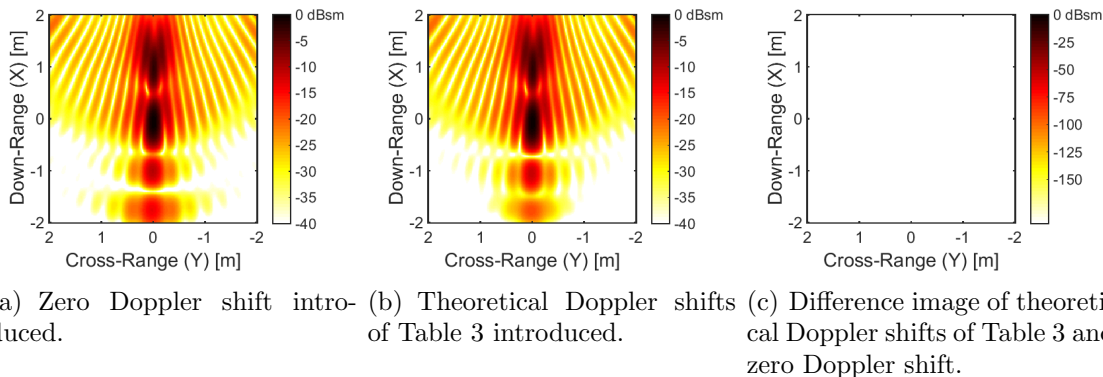 0 dBsm
0 dBsm
0 dBsm
2
1
0
-1
-2
Down-Range (X) [m]
-5
-10
-15
-20
-25
-30
-35
-40
2 1 0 -1 -2
Cross-Range (Y) [m]
2
1
0
-1
-2
Down-Range (X) [m]
-5
-10
-15
-20
-25
-30
-35
-40
2 1 0 -1 -2
Cross-Range (Y) [m]
2
1
0
-1
-2
Down-Range (X) [m]
-25
-50
-75
-100
-125
-150
2 1 0 -1 -2
Cross-Range (Y) [m]
a) Zero Doppler shift intro-
luced.
(b) Theoretical Doppler shifts
of Table 3 introduced.
(c) Difference image of theoreti
cal Doppler shifts of Table 3 and
zero Doppler shift.